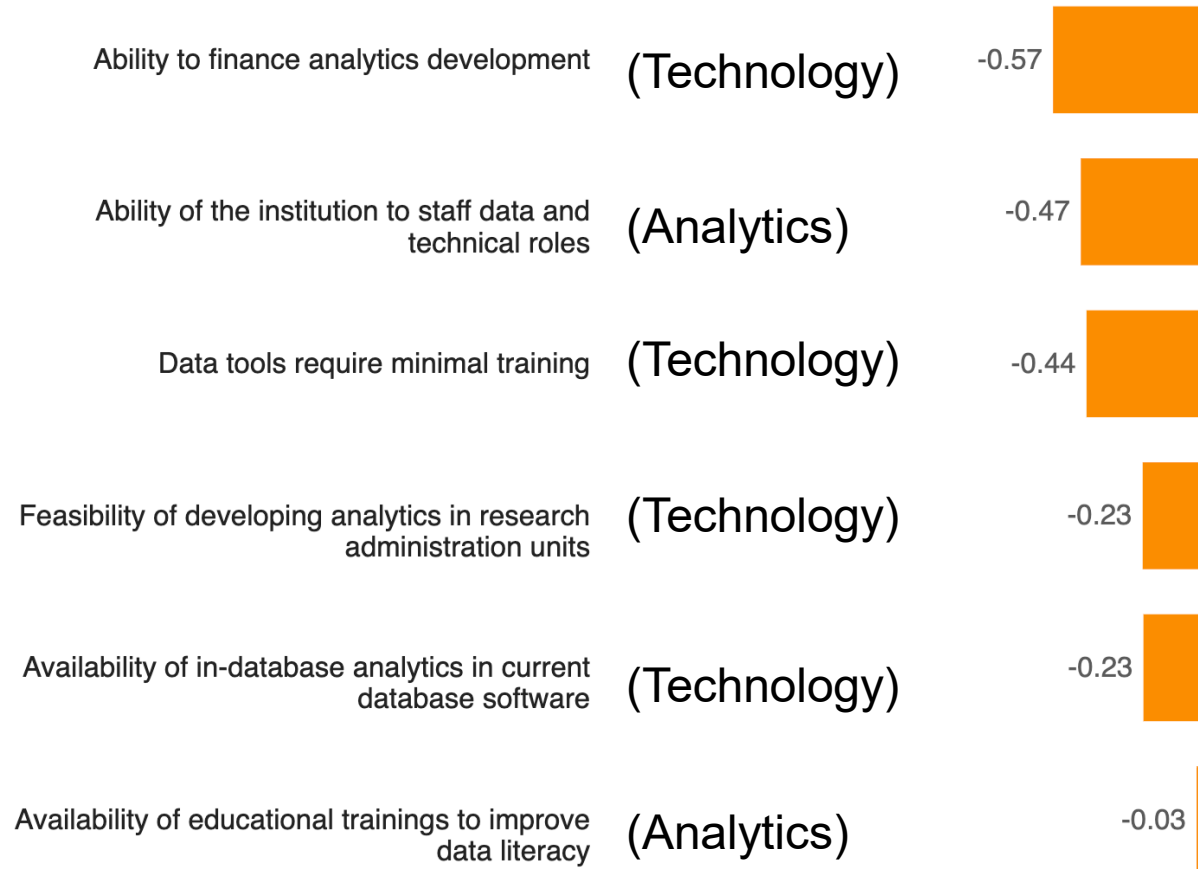 Ability to finance analytics development (Technology) -0.57
Ability of the institution to staff data and
technical roles (Analytics) -0.47
Data tools require minimal training (Technology) -0.44
Feasibility of developing analytics in research
administration units (Technology) -0.23
Availability of in-database analytics in current
database software (Technology) -0.23
Availability of educational trainings to improve
data literacy (Analytics) -0.03